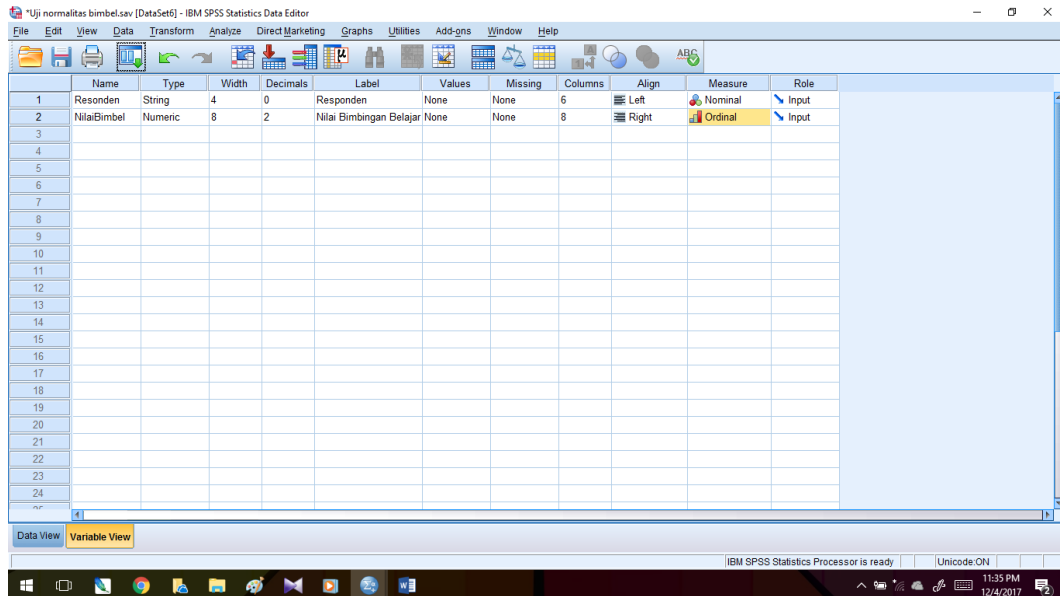 *Uji normalitas bimbel.sav [DataSet6] - IBM SPSS Statistics Data Editor
File Edit View Data Transform Analyze Direct Marketing Graphs Utilities Add-ons Window Help
Name Type Width Decimals Label Values Missing Columns Align Measure Role
1 Resonden String 4 0 Responden None None 6 Left Nominal Input
2 NilaiBimbel Numeric 8 2 Nilai Bimbingan Belajar None None 8 Right Ordinal Input
3
4
5
6
7
8
9
10
11
12
13
14
15
16
17
18
19
20
21
22
23
24
Data View Variable View
IBM SPSS Statistics Processor is ready Unicode:ON
11:35 PM
12/4/2017